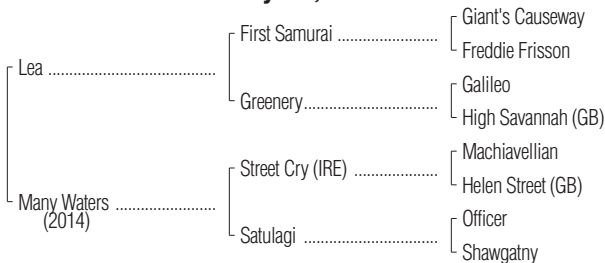 Giant's Causeway
First Samurai
Freddie Frisson
Lea
Galileo
Greenery
High Savannah (GB)
Machiavellian
Street Cry (IRE)
Helen Street (GB)
Many Waters
(2014)
Officer
Satulagi
Shawgatny